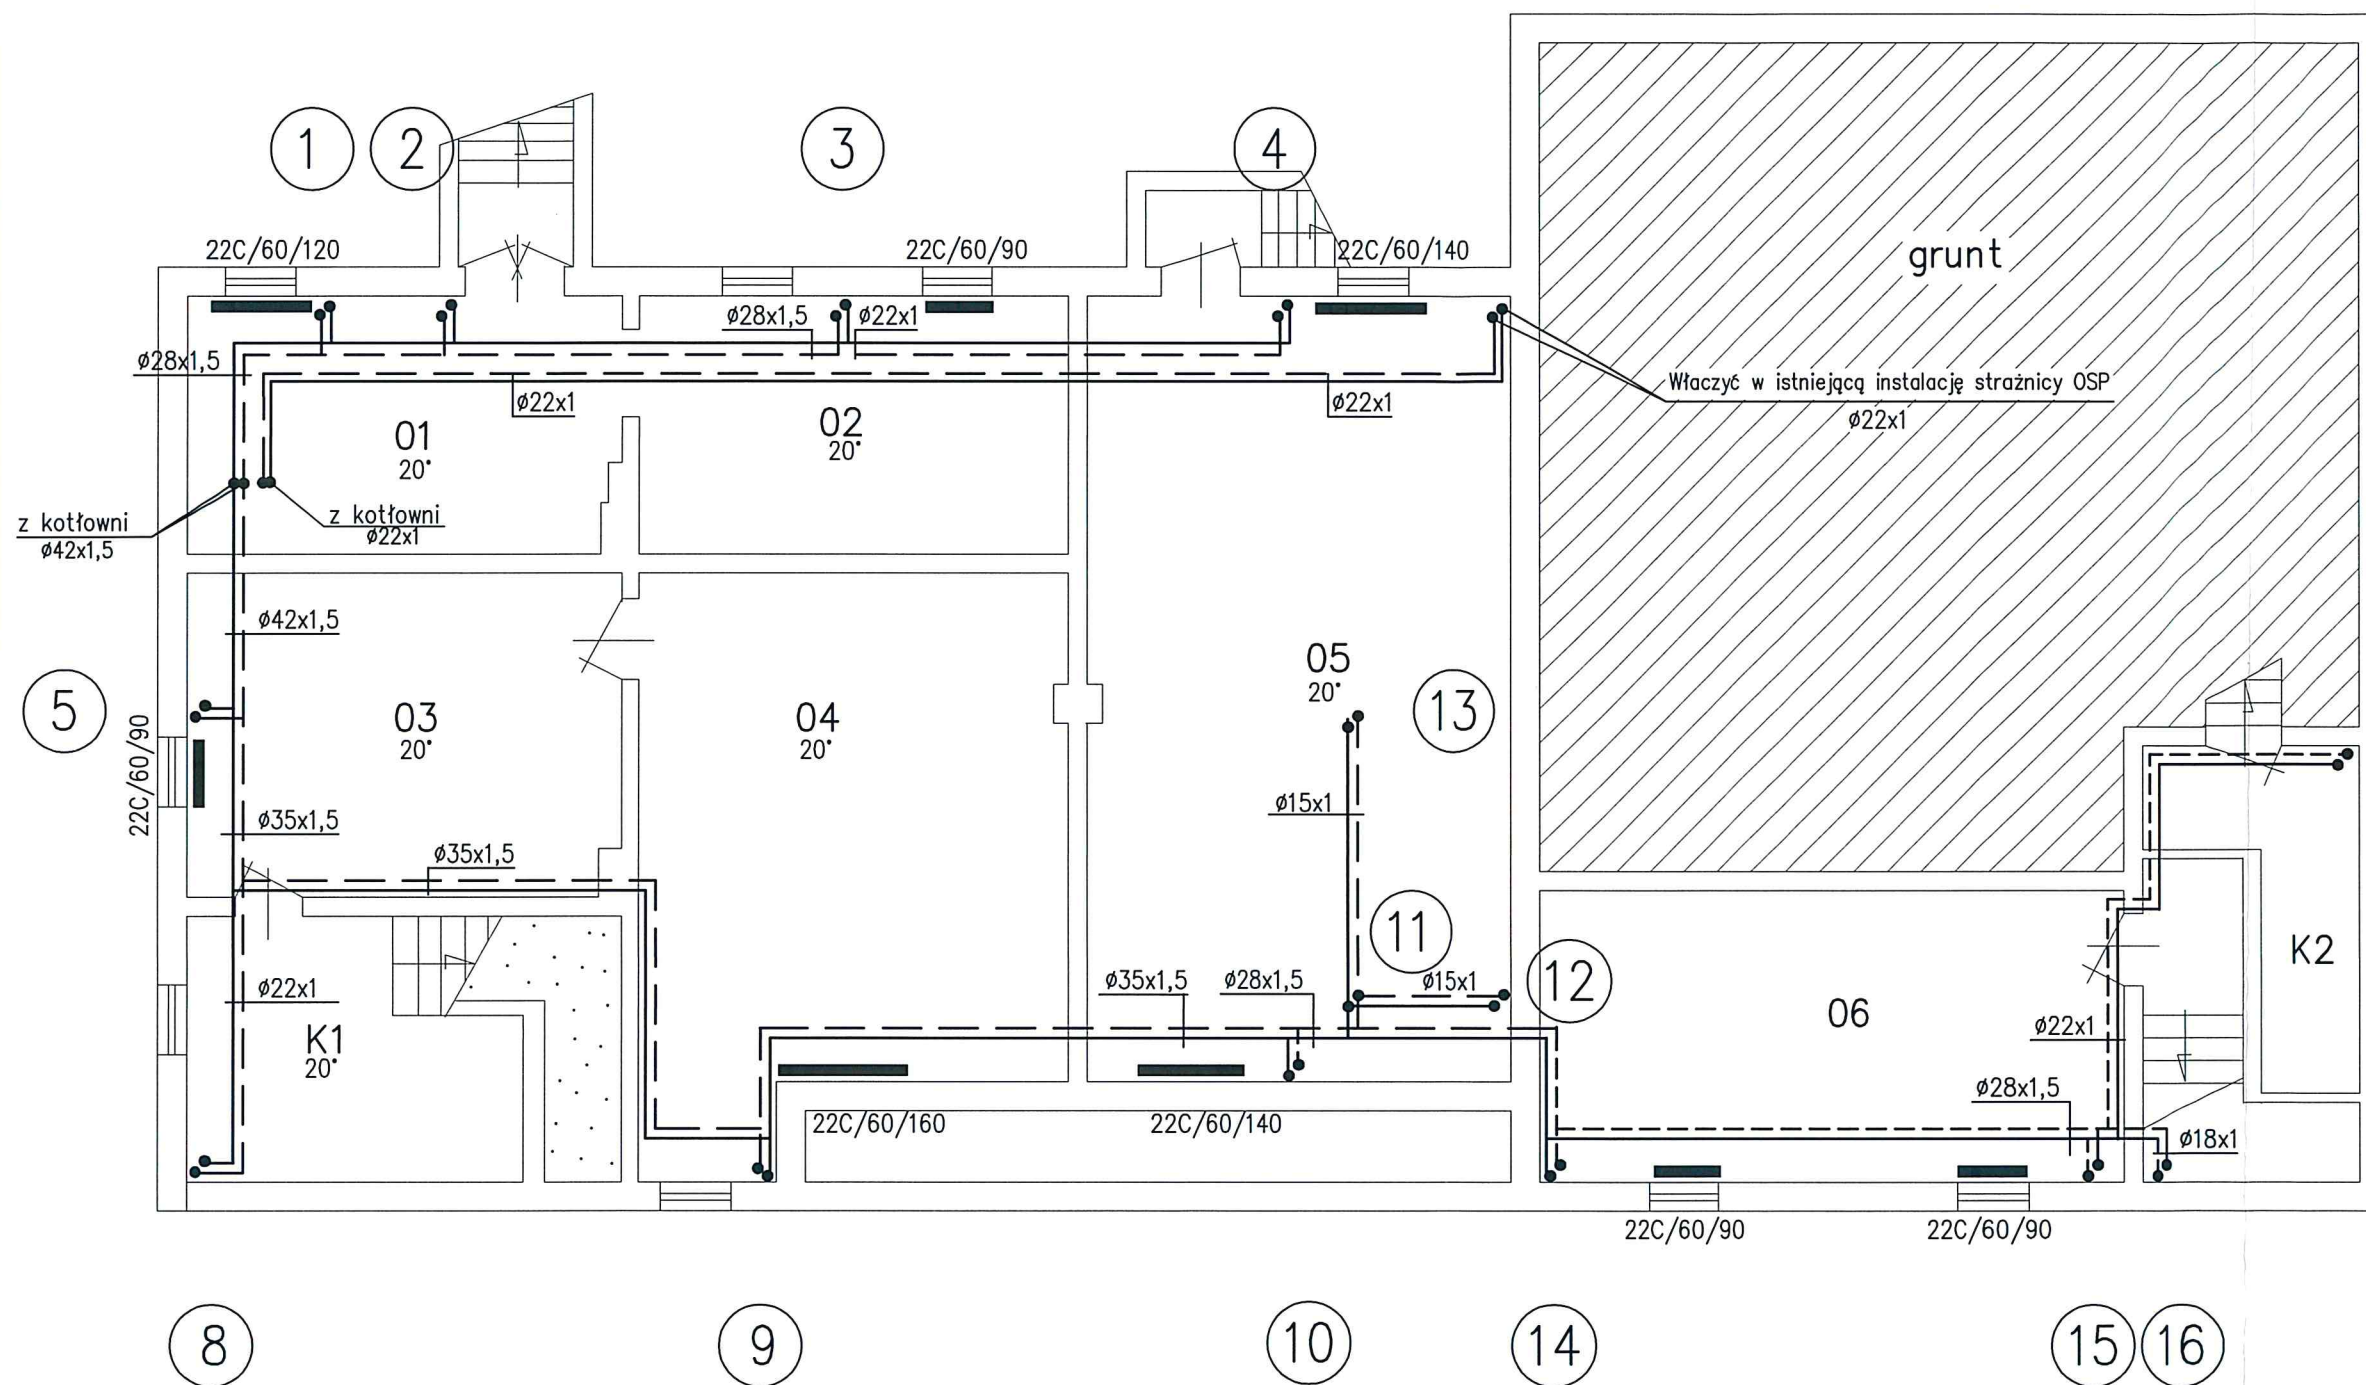 1
2
3
4
22C/60/120
22C/60/90
22C/60/140
grunt
ø28x1,5
ø22x1
ø28x1,5
ø22x1
ø22x1
Włączyć w istniejącą instalację strażnicy OSP
ø22x1
01
20°
02
20°
z kotłowni
ø42x1,5
z kotłowni
ø22x1
ø42x1,5
5
22C/60/90
03
20°
04
20°
05
20°
13
ø15x1
ø35x1,5
ø35x1,5
11
12
ø35x1,5
ø28x1,5
ø15x1
K2
ø22x1
K1
20°
06
ø22x1
ø28x1,5
ø18x1
22C/60/160
22C/60/140
22C/60/90
22C/60/90
8
9
10
14
15
16